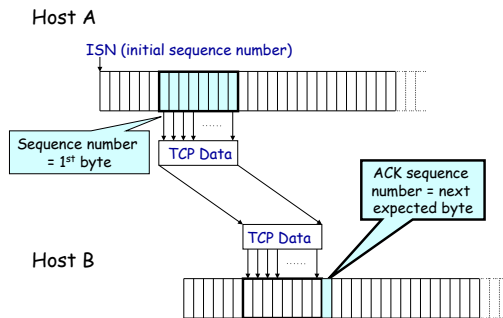 Host A
ISN (initial sequence number)
Sequence number
= 1st byte
TCP Data
ACK sequence
number = next
expected byte
TCP Data
Host B